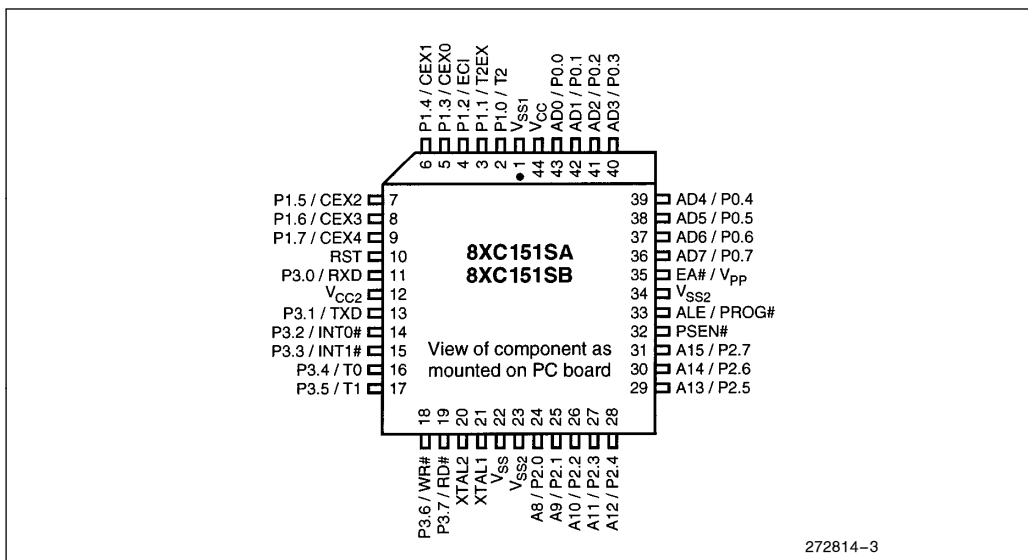 P1.4 / CEX1
P1.3 / CEX0
P1.2 / ECI
P1.1 / T2EX
P1.0 / T2
VSS1
VCC
AD0 / P0.0
AD1 / P0.1
AD2 / P0.2
AD3 / P0.3
6 5 4 3 2 1 44 43 42 41 40
P1.5 / CEX2 7
P1.6 / CEX3 8
P1.7 / CEX4 9
RST 10
P3.0 / RXD 11
VCC2 12
P3.1 / TXD 13
P3.2 / INT0# 14
P3.3 / INT1# 15
P3.4 / T0 16
P3.5 / T1 17
8XC151SA
8XC151SB
View of component as
mounted on PC board
39 AD4 / P0.4
38 AD5 / P0.5
37 AD6 / P0.6
36 AD7 / P0.7
35 EA# / VPP
34 VSS2
33 ALE / PROG#
32 PSEN#
31 A15 / P2.7
30 A14 / P2.6
29 A13 / P2.5
18 19 20 21 22 23 24 25 26 27 28
P3.6 / WR#
P3.7 / RD#
XTAL2
XTAL1
VSS
VSS2
A8 / P2.0
A9 / P2.1
A10 / P2.2
A11 / P2.3
A12 / P2.4
272814–3